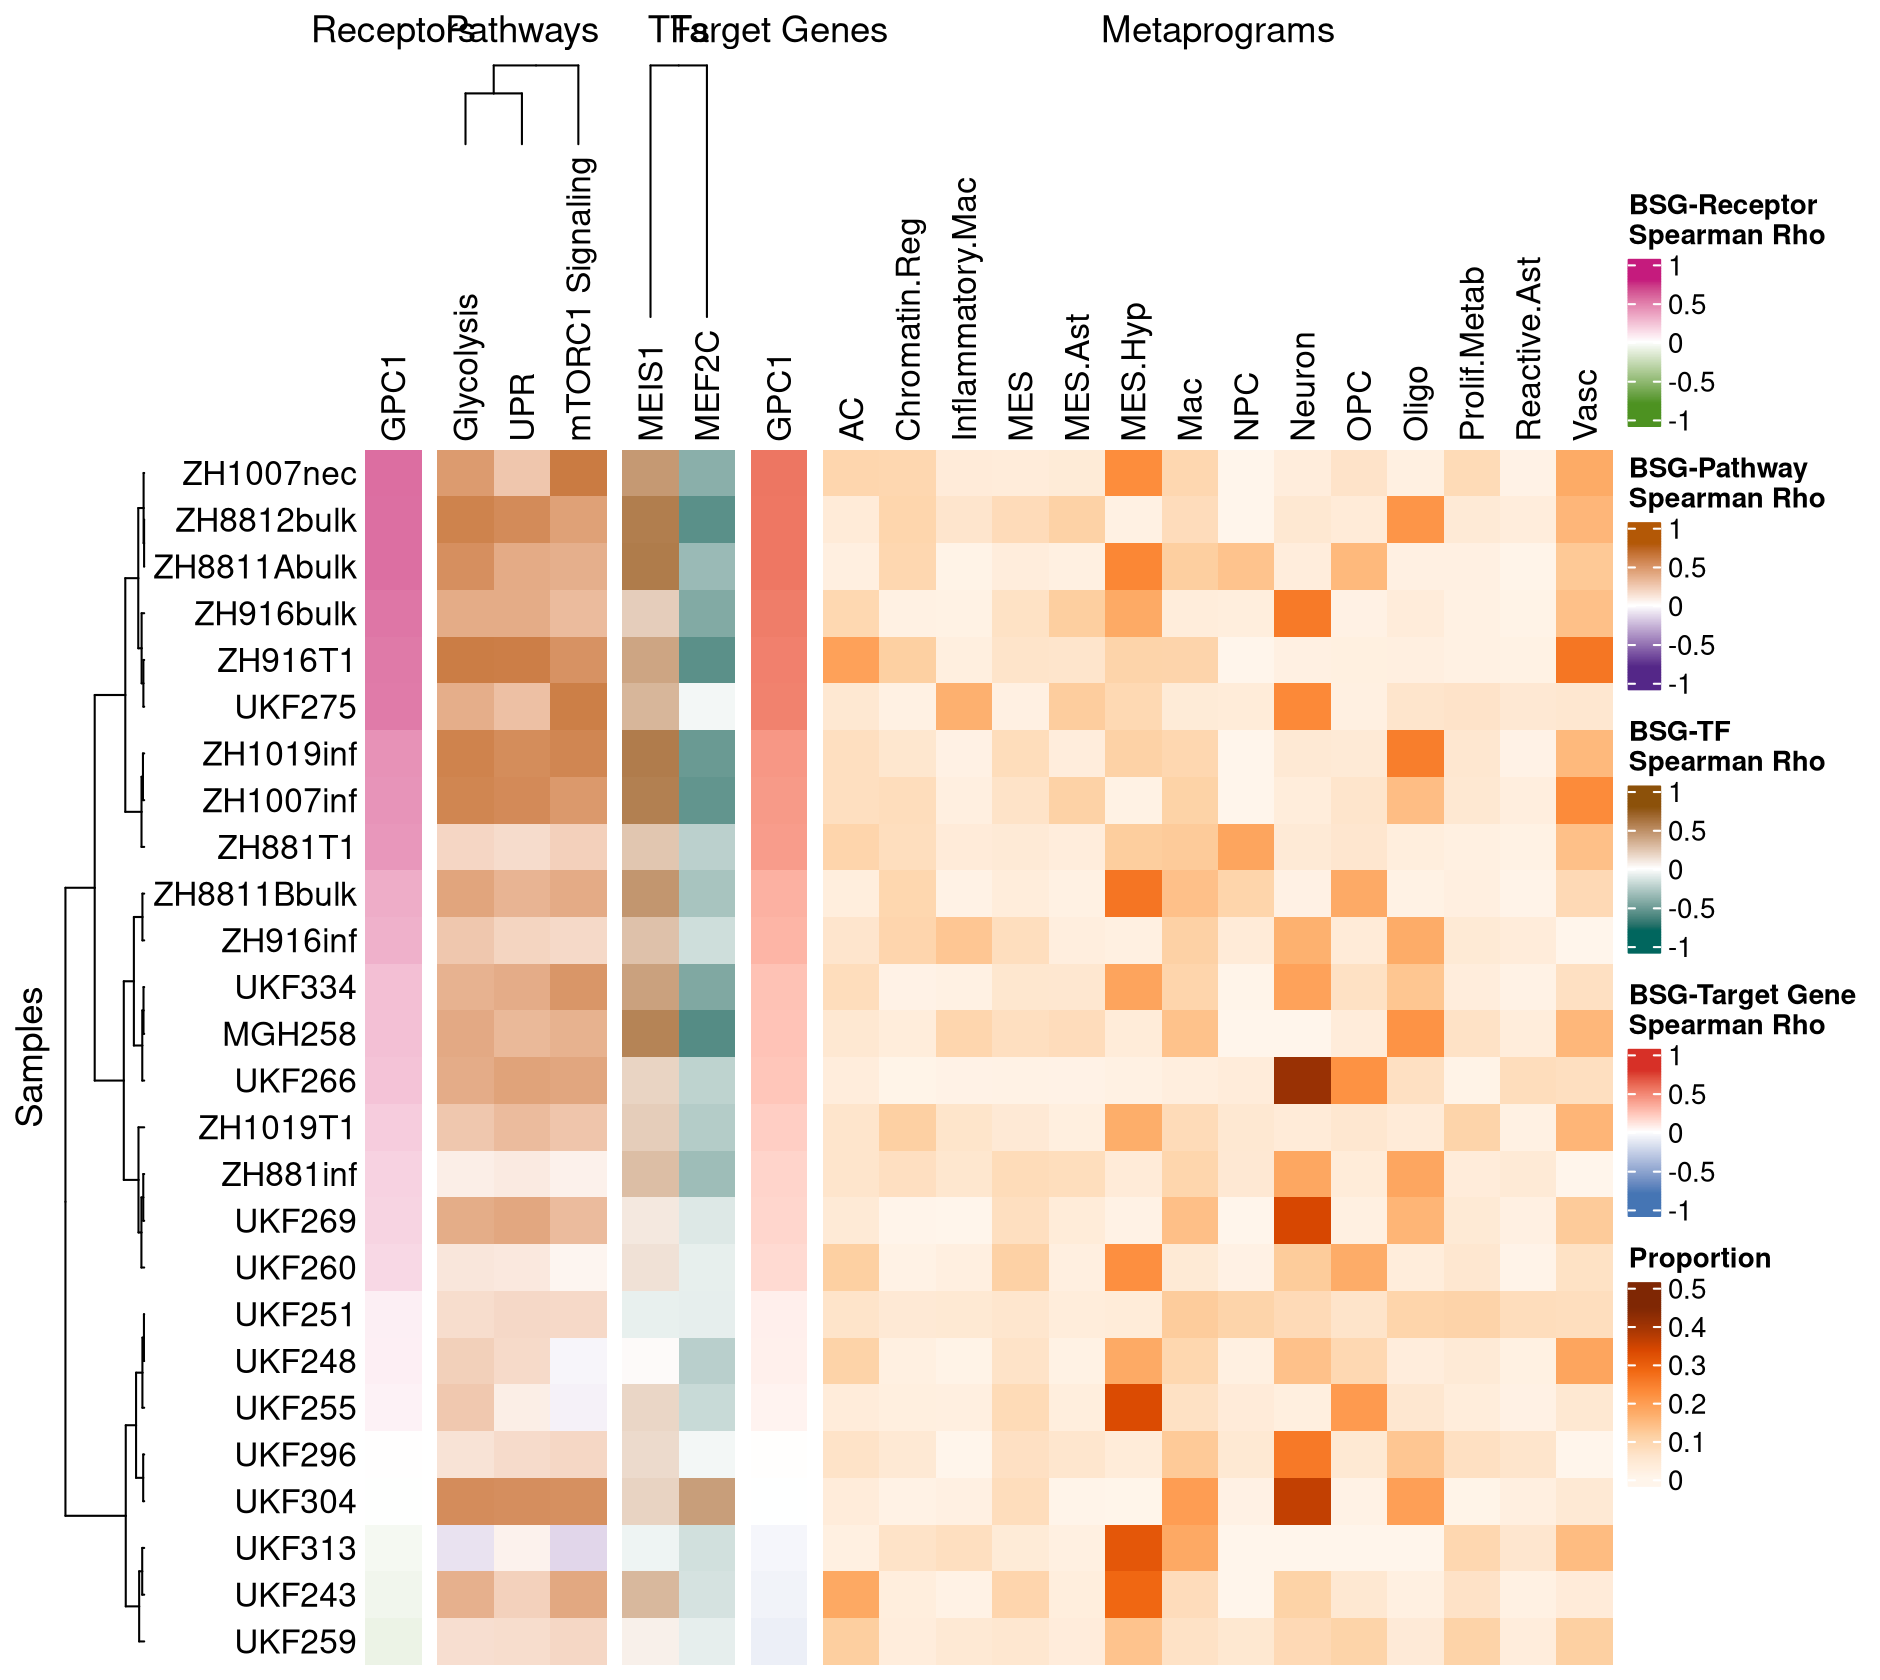 Receptors Pathways TFs Target Genes Metaprograms
GPC1
Glycolysis
UPR
mTORC1 Signaling
MEIS1
MEF2C
GPC1
AC
Chromatin.Reg
Inflammatory.Mac
MES
MES.Ast
MES.Hyp
Mac
NPC
Neuron
OPC
Oligo
Prolif.Metab
Reactive.Ast
Vasc
Samples
ZH1007nec
ZH8812bulk
ZH8811Abulk
ZH916bulk
ZH916T1
UKF275
ZH1019inf
ZH1007inf
ZH881T1
ZH8811Bbulk
ZH916inf
UKF334
MGH258
UKF266
ZH1019T1
ZH881inf
UKF269
UKF260
UKF251
UKF248
UKF255
UKF296
UKF304
UKF313
UKF243
UKF259
BSG-Receptor
Spearman Rho
1
0.5
0
-0.5
-1
BSG-Pathway
Spearman Rho
1
0.5
0
-0.5
-1
BSG-TF
Spearman Rho
1
0.5
0
-0.5
-1
BSG-Target Gene
Spearman Rho
1
0.5
0
-0.5
-1
Proportion
0.5
0.4
0.3
0.2
0.1
0